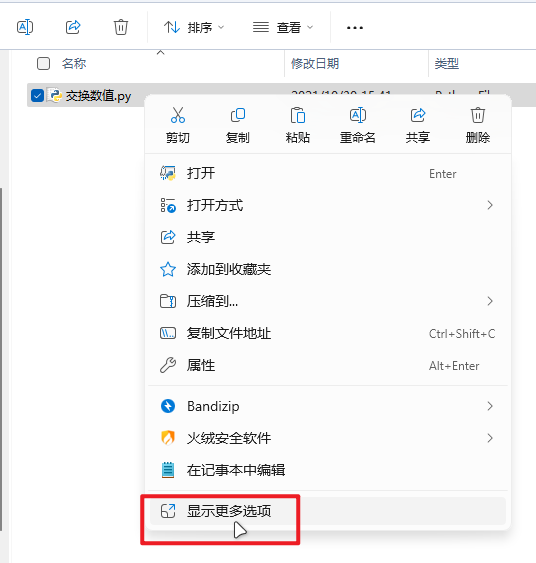 排序 查看
名称 修改日期 类型
交换数值.py
剪切 复制 粘贴 重命名 共享 删除
打开 Enter
打开方式
共享
添加到收藏夹
压缩到...
复制文件地址 Ctrl+Shift+C
属性 Alt+Enter
Bandizip
火绒安全软件
在记事本中编辑
显示更多选项